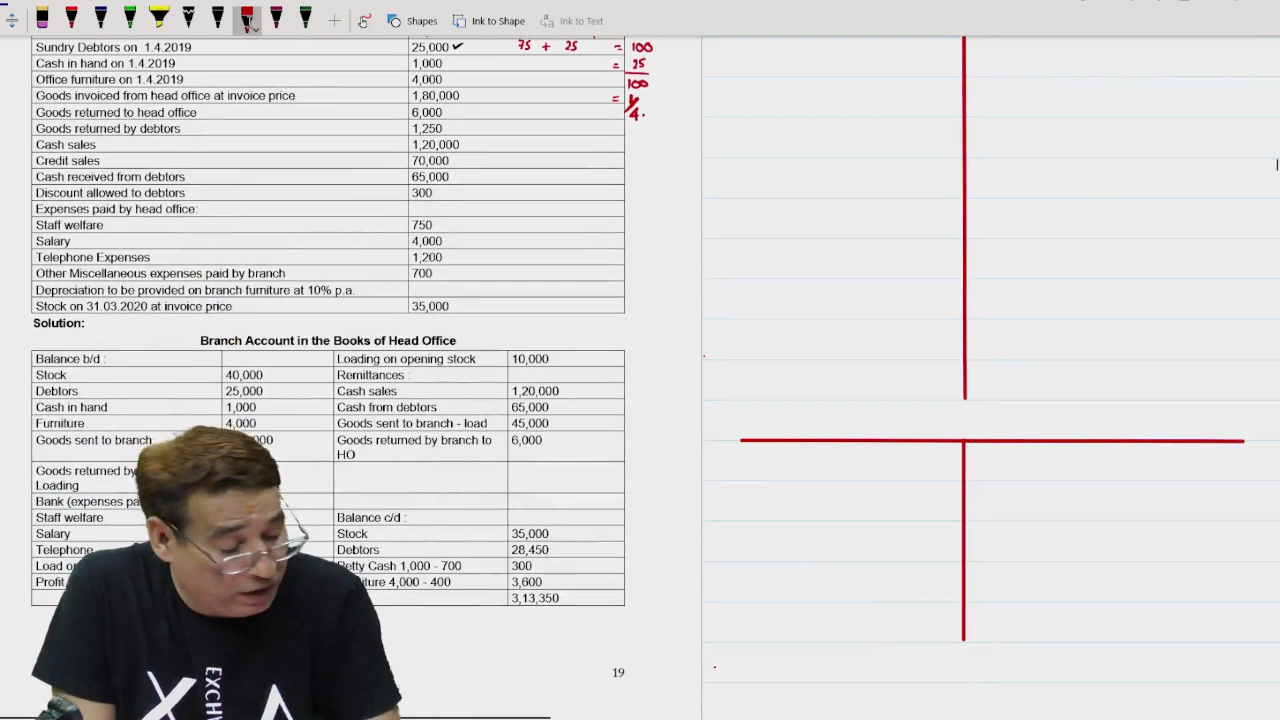 Shapes Ink to Shape Ink to Text
Sundry Debtors on 1.4.2019 25,000 ✔ 75 + 25 = 100
Cash in hand on 1.4.2019 1,000 = 25
Office furniture on 1.4.2019 4,000 100
Goods invoiced from head office at invoice price 1,80,000 = 1/4.
Goods returned to head office 6,000
Goods returned by debtors 1,250
Cash sales 1,20,000
Credit sales 70,000
Cash received from debtors 65,000
Discount allowed to debtors 300
Expenses paid by head office:
Staff welfare 750
Salary 4,000
Telephone Expenses 1,200
Other Miscellaneous expenses paid by branch 700
Depreciation to be provided on branch furniture at 10% p.a.
Stock on 31.03.2020 at invoice price 35,000
Solution:
Branch Account in the Books of Head Office
Balance b/d : Loading on opening stock 10,000
Stock 40,000 Remittances :
Debtors 25,000 Cash sales 1,20,000
Cash in hand 1,000 Cash from debtors 65,000
Furniture 4,000 Goods sent to branch - load 45,000
Goods sent to branch Goods returned by branch to 6,000
HO
Goods returned by
Loading
Bank (expenses
Staff welfare Balance c/d :
Salary Stock 35,000
Telephone Debtors 28,450
Load Petty Cash 1,000 - 700 300
Profit 4,000 - 400 3,600
3,13,350
19
EXCH